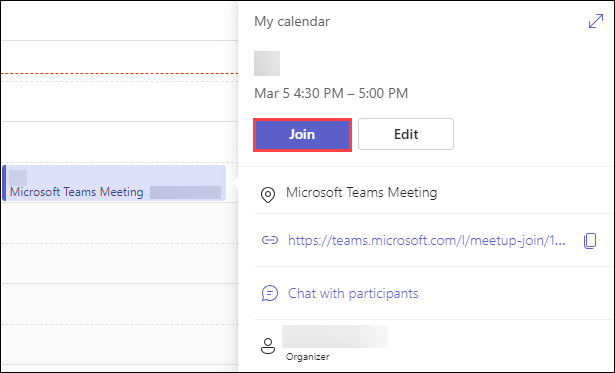 My calendar
Mar 5 4:30 PM – 5:00 PM
Join
Edit
Microsoft Teams Meeting
Microsoft Teams Meeting
https://teams.microsoft.com/l/meetup-join/1...
Chat with participants
Organizer